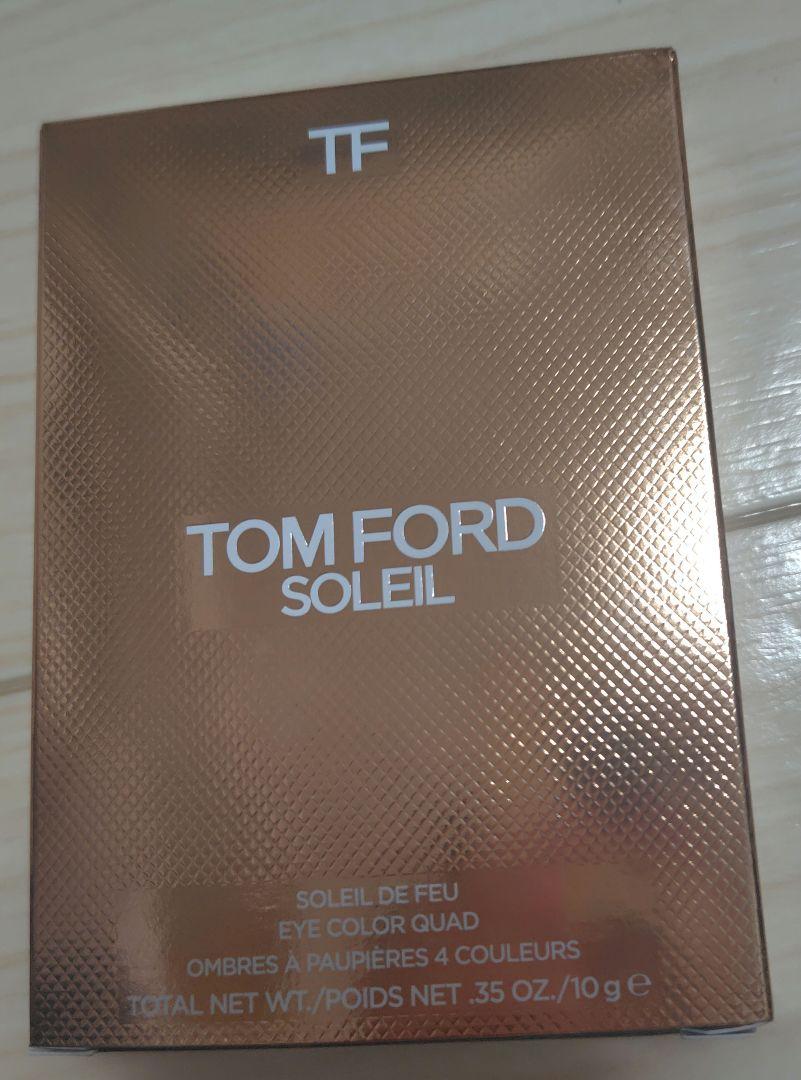 TF
TOM FORD
SOLEIL
SOLEIL DE FEU
EYE COLOR QUAD
OMBRES À PAUPIÈRES 4 COULEURS
TOTAL NET WT./POIDS NET .35 OZ./10 g ℮